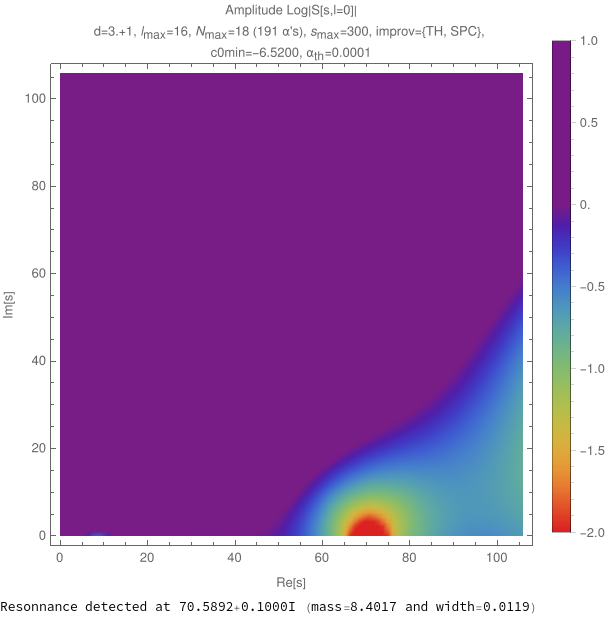 Amplitude Log|S[s,l=0]|
d=3.+1, lmax=16, Nmax=18 (191 α's), smax=300, improv={TH, SPC},
c0min=−6.5200, αth=0.0001
1.0
0.5
0.
−0.5
−1.0
−1.5
−2.0
100
80
60
40
20
0
Im[s]
0 20 40 60 80 100
Re[s]
Resonnance detected at 70.5892+0.1000I (mass=8.4017 and width=0.0119)